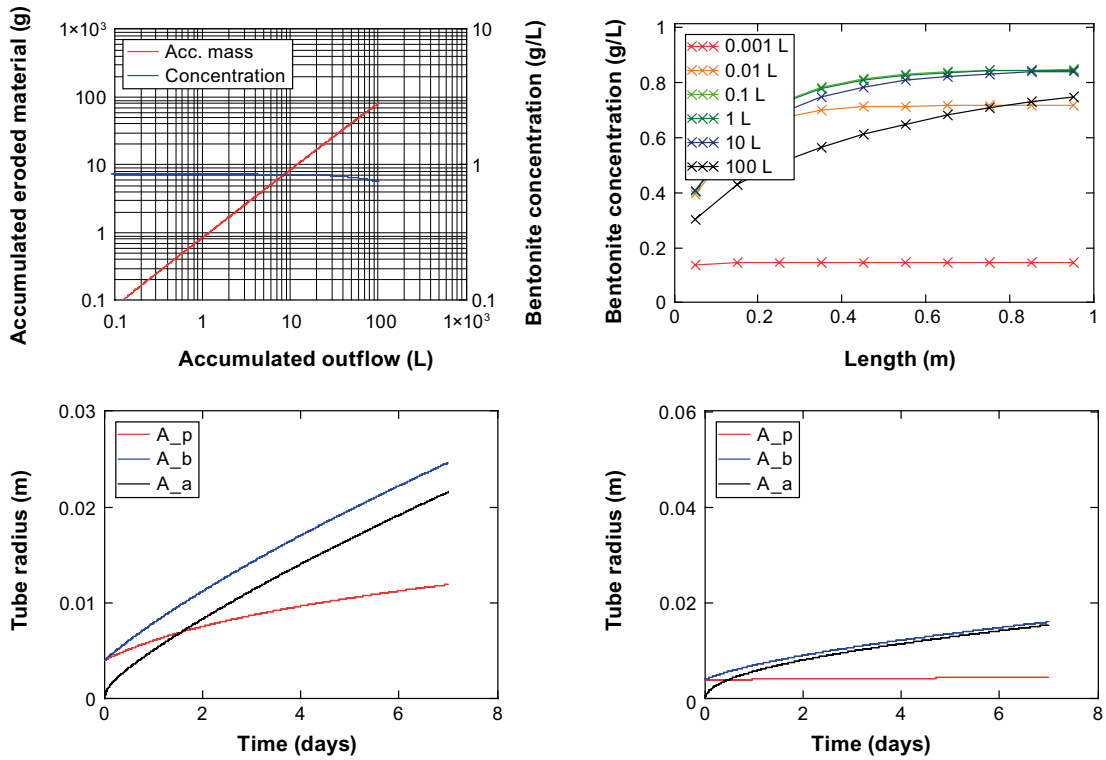 Accumulated eroded material (g)
1×10³
100
10
1
0.1
Acc. mass
Concentration
10
1
0.1
Bentonite concentration (g/L)
0.1
1
10
100
1×10³
Accumulated outflow (L)
Bentonite concentration (g/L)
1
0.8
0.6
0.4
0.2
0
0.001 L
0.01 L
0.1 L
1 L
10 L
100 L
0
0.2
0.4
0.6
0.8
1
Length (m)
Tube radius (m)
0.03
0.02
0.01
0
A_p
A_b
A_a
0
2
4
6
8
Time (days)
Tube radius (m)
0.06
0.04
0.02
0
A_p
A_b
A_a
0
2
4
6
8
Time (days)